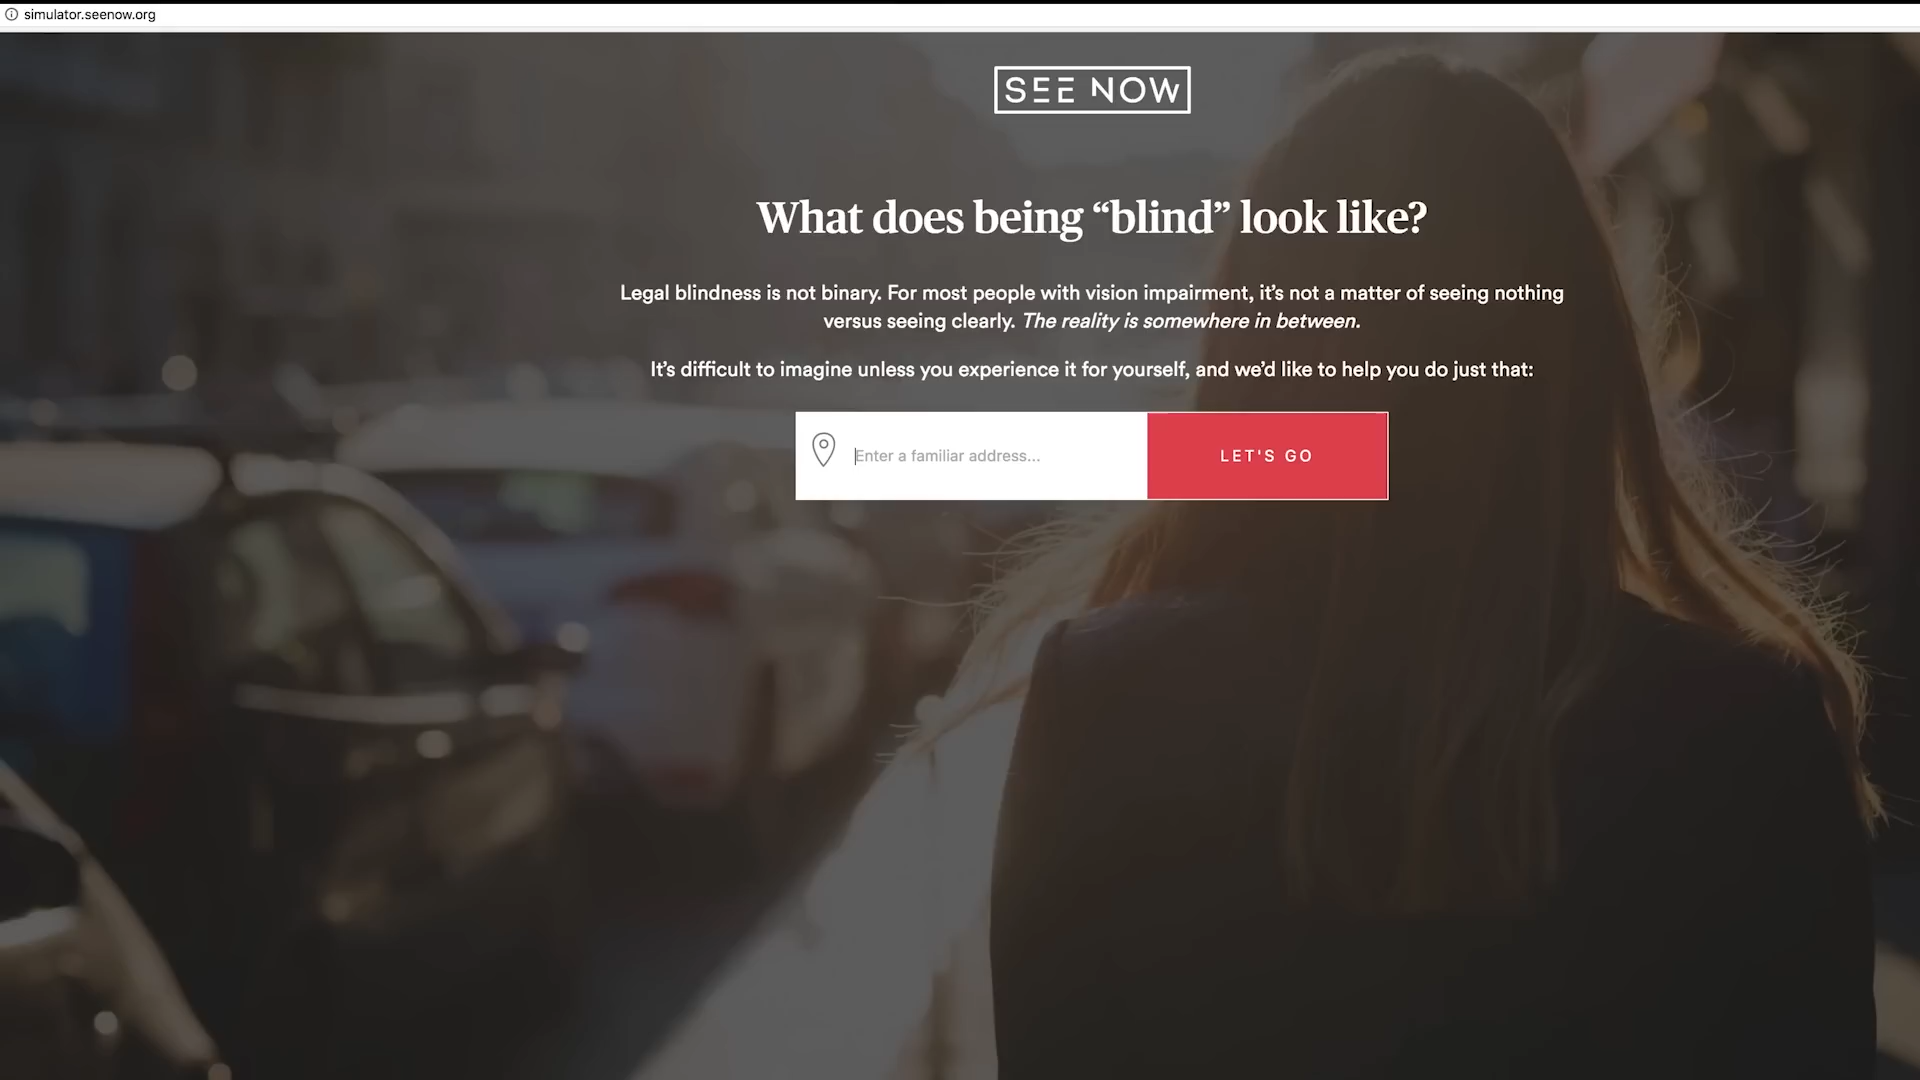 simulator.seenow.org
SEE NOW
What does being “blind” look like?
Legal blindness is not binary. For most people with vision impairment, it’s not a matter of seeing nothing
versus seeing clearly. The reality is somewhere in between.
It’s difficult to imagine unless you experience it for yourself, and we’d like to help you do just that:
Enter a familiar address...
LET'S GO